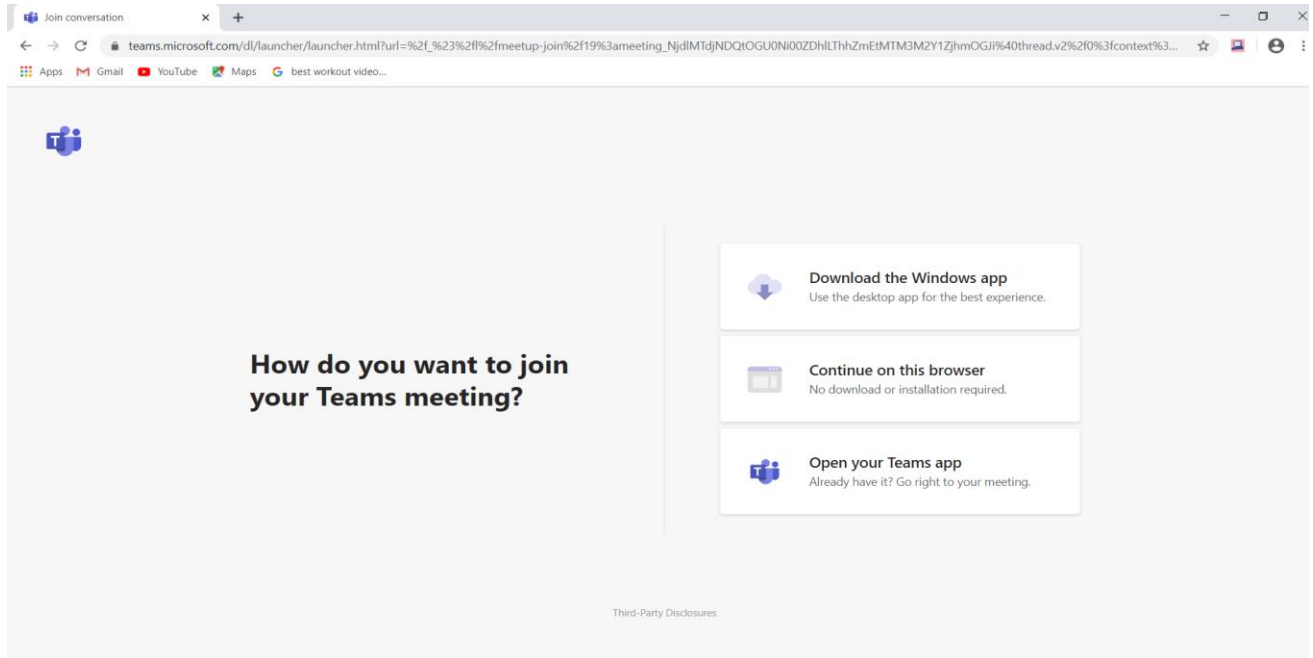 Join conversation
teams.microsoft.com/dl/launcher/launcher.html?url=%2f_%23%2fl%2fmeetup-join%2f19%3ameeting_NjdlMTdjNDQtOGU0Ni00ZDhlLThhZmEtMTM3M2Y1ZjhmOGJi%40thread.v2%2f0%3fcontext%3...
Apps Gmail YouTube Maps best workout video...
How do you want to join
your Teams meeting?
Download the Windows app
Use the desktop app for the best experience.
Continue on this browser
No download or installation required.
Open your Teams app
Already have it? Go right to your meeting.
Third-Party Disclosures